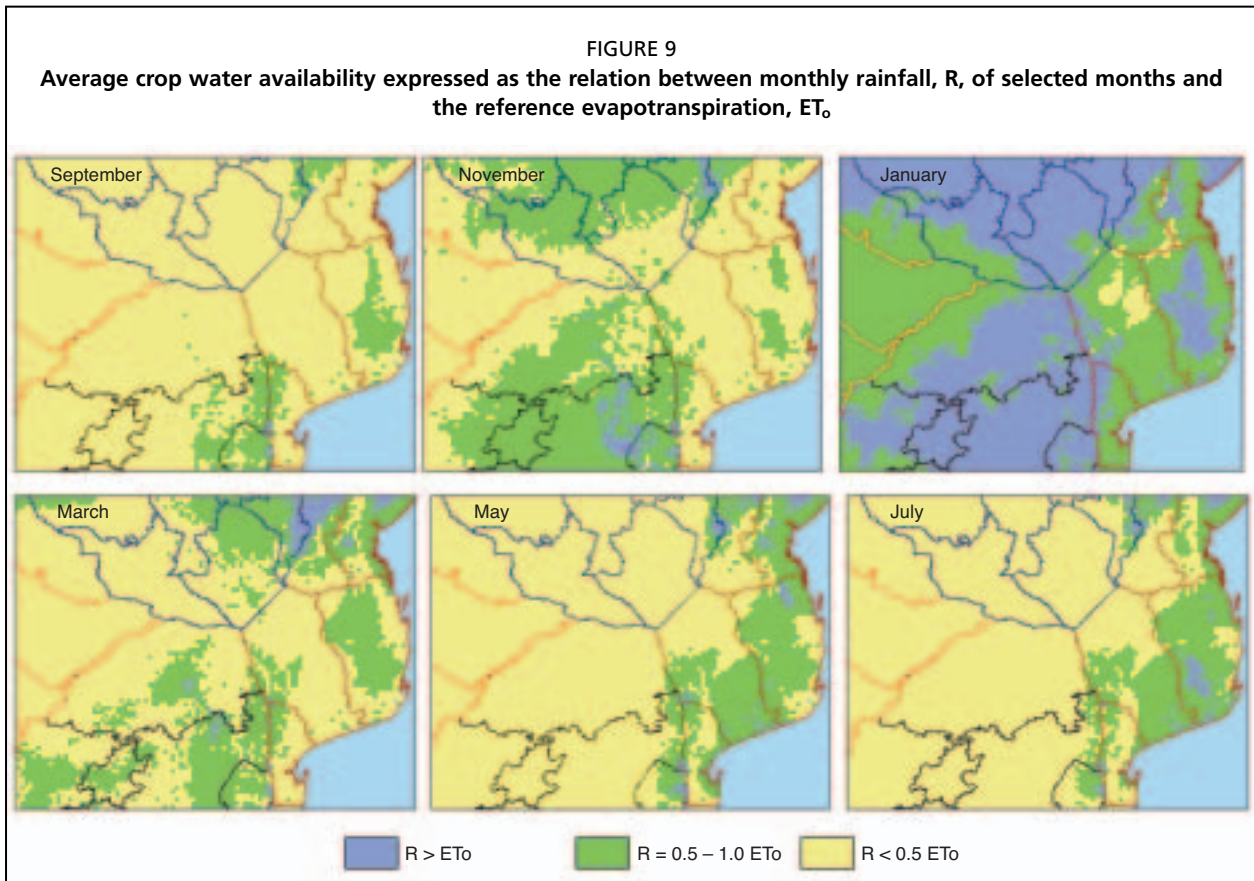 FIGURE 9
Average crop water availability expressed as the relation between monthly rainfall, R, of selected months and
the reference evapotranspiration, ETo
September
November
January
March
May
July
R > ETo
R = 0.5 – 1.0 ETo
R < 0.5 ETo